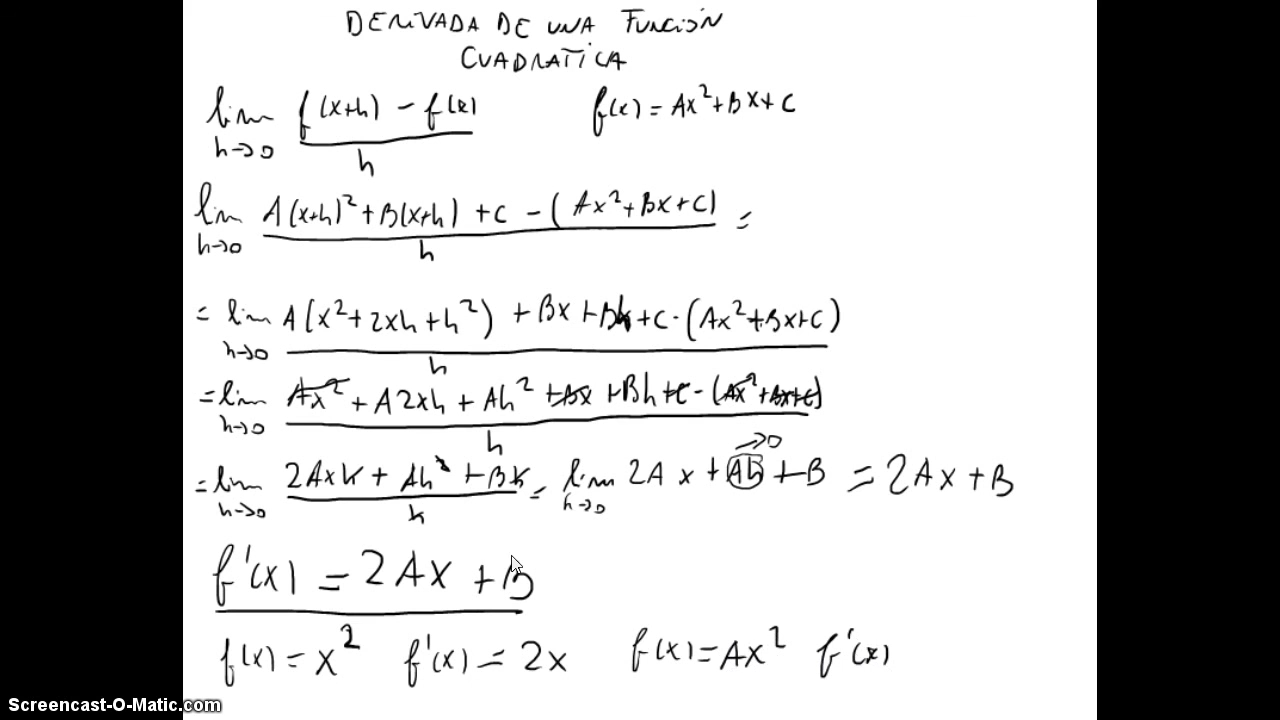 DERIVADA DE UNA FUNCIÓN
CUADRATICA
lim h→0 f(x+h) - f(x) / h f(x) = Ax² + Bx + C
lim h→0 A(x+h)² + B(x+h) + C - (Ax² + Bx + C) / h =
= lim h→0 A(x² + 2xh + h²) + Bx + Bh + C - (Ax² + Bx + C) / h
= lim h→0 Ax² + A2xh + Ah² + Bx + Bh + C - (Ax² + Bx + C) / h
→0
= lim h→0 2Axh + Ah² + Bh / h = lim h→0 2Ax + Ah + B = 2Ax + B
f'(x) = 2Ax + B
f(x) = x² f'(x) = 2x f(x) = Ax² f'(x)
Screencast-O-Matic.com